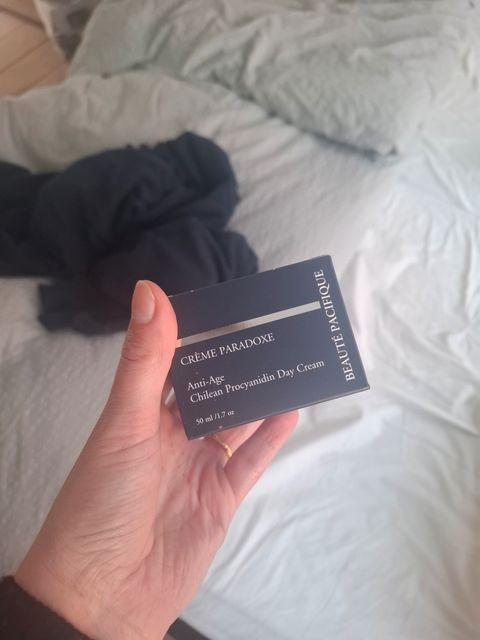 CRÈME PARADOXE
Anti-Age
Chilean Procyanidin Day Cream
50 ml /1.7 oz
BEAUTÉ PACIFIQUE